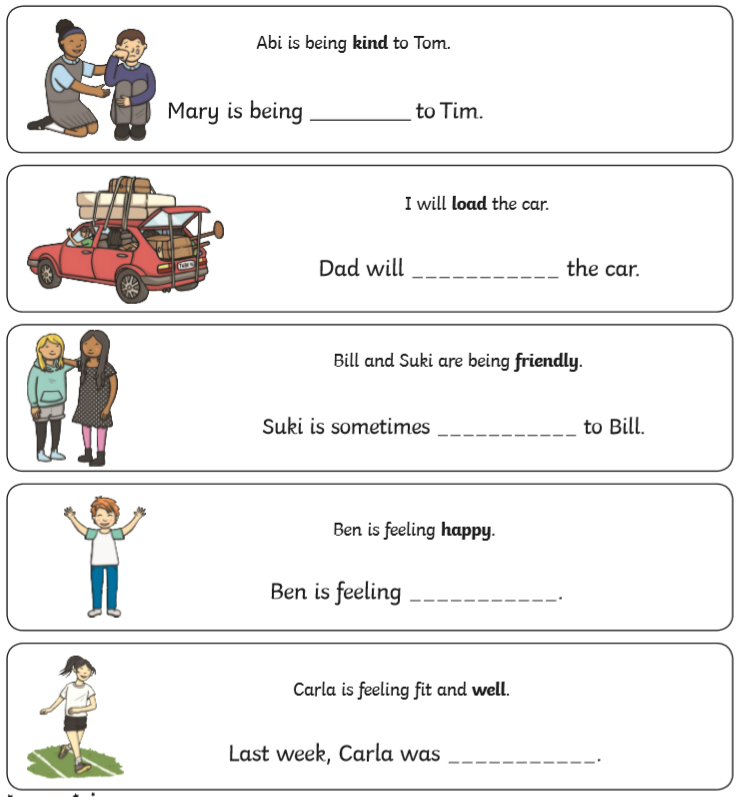 Abi is being kind to Tom.
Mary is being _________ to Tim.
I will load the car.
Dad will ___________ the car.
Bill and Suki are being friendly.
Suki is sometimes ___________ to Bill.
Ben is feeling happy.
Ben is feeling ___________.
Carla is feeling fit and well.
Last week, Carla was ___________.